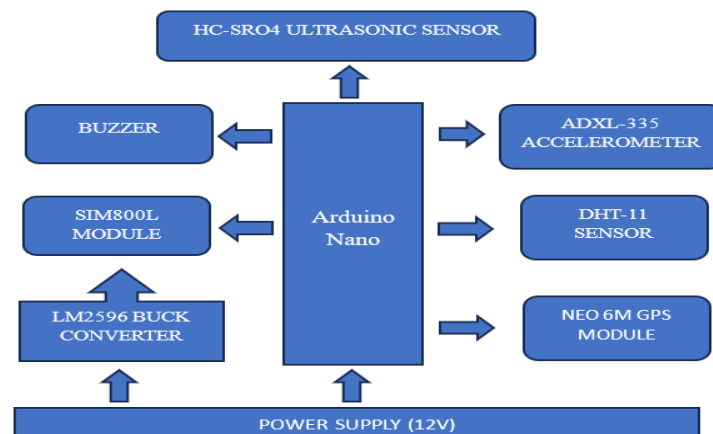 HC-SRO4 ULTRASONIC SENSOR
BUZZER
ADXL-335
ACCELEROMETER
SIM800L
MODULE
Arduino
Nano
DHT-11
SENSOR
LM2596 BUCK
CONVERTER
NEO 6M GPS
MODULE
POWER SUPPLY (12V)